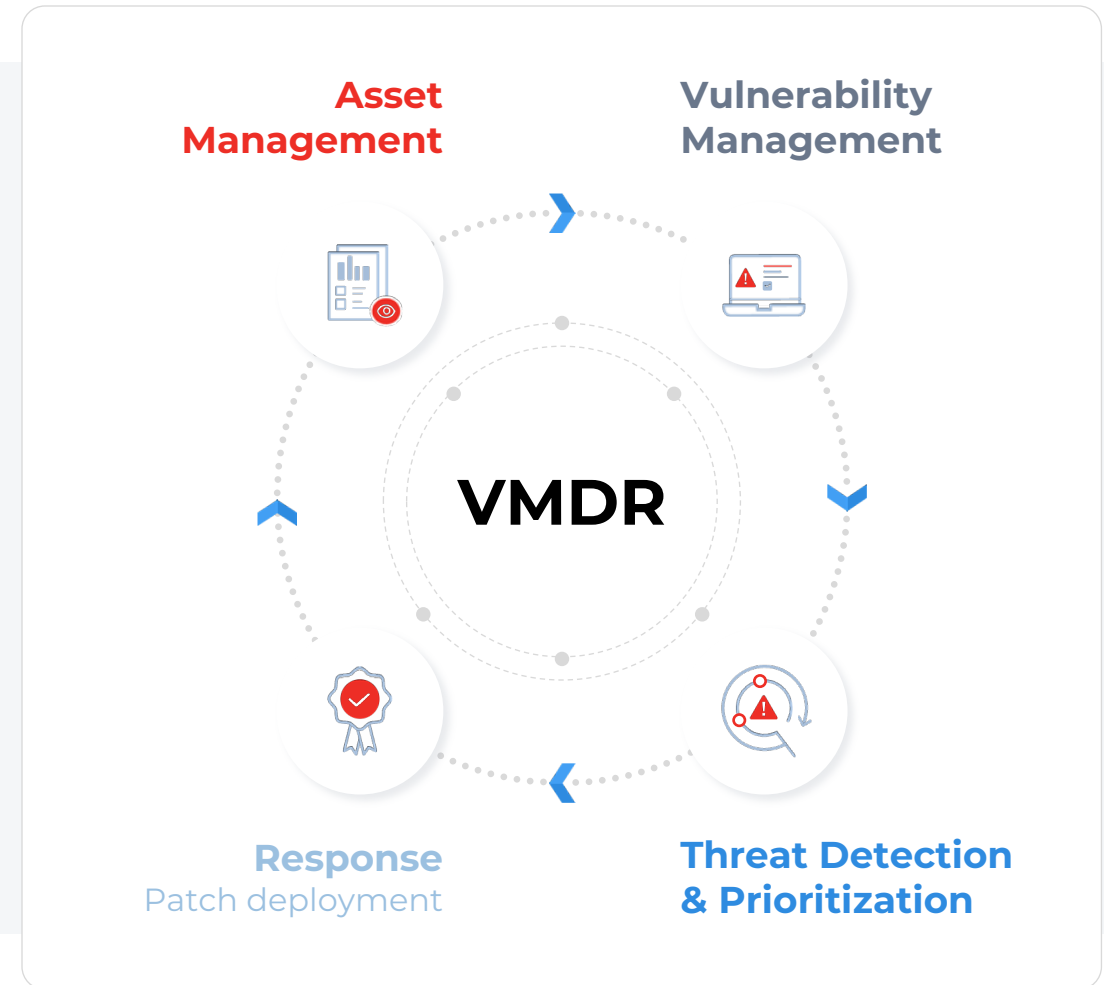 Asset
Management
Vulnerability
Management
VMDR
Response
Patch deployment
Threat Detection
& Prioritization